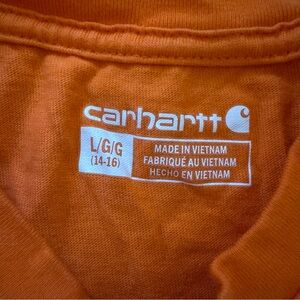 carhartt
L/G/G
(14-16)
MADE IN VIETNAM
FABRIQUÉ AU VIETNAM
HECHO EN VIETNAM